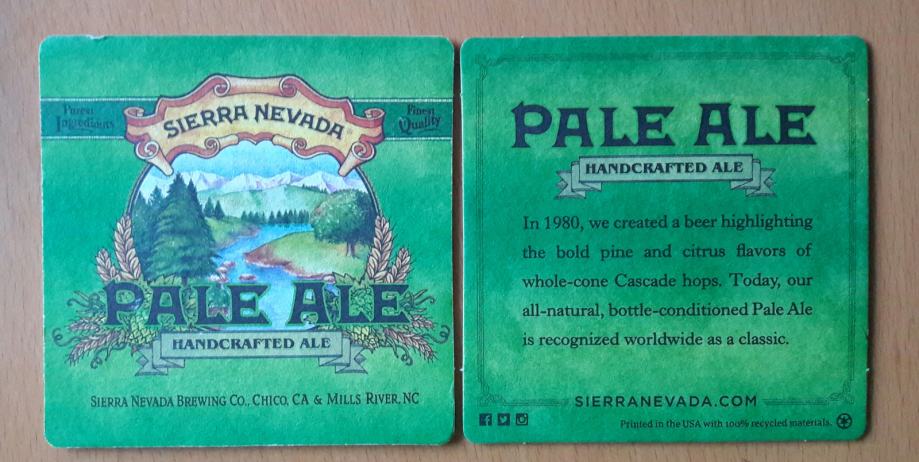 Purest
Ingredients
SIERRA NEVADA
Finest
Quality
PALE ALE
HANDCRAFTED ALE
SIERRA NEVADA BREWING CO., CHICO, CA & MILLS RIVER, NC
PALE ALE
HANDCRAFTED ALE
In 1980, we created a beer highlighting
the bold pine and citrus flavors of
whole-cone Cascade hops. Today, our
all-natural, bottle-conditioned Pale Ale
is recognized worldwide as a classic.
SIERRANEVADA.COM
Printed in the USA with 100% recycled materials.